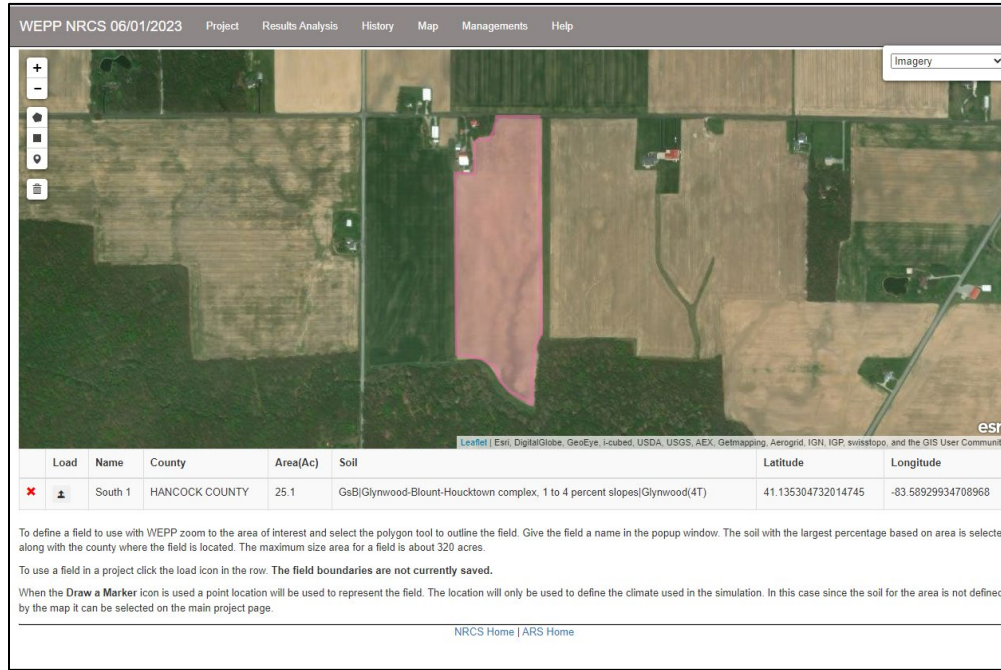 WEPP NRCS 06/01/2023 Project Results Analysis History Map Managements Help
Imagery
+
−
esri
Leaflet | Esri, DigitalGlobe, GeoEye, i-cubed, USDA, USGS, AEX, Getmapping, Aerogrid, IGN, IGP, swisstopo, and the GIS User Communit
Load Name County Area(Ac) Soil Latitude Longitude
South 1 HANCOCK COUNTY 25.1 GsB|Glynwood-Blount-Houcktown complex, 1 to 4 percent slopes|Glynwood(4T) 41.135304732014745 -83.58929934708968
To define a field to use with WEPP zoom to the area of interest and select the polygon tool to outline the field. Give the field a name in the popup window. The soil with the largest percentage based on area is selecte
along with the county where the field is located. The maximum size area for a field is about 320 acres.
To use a field in a project click the load icon in the row. The field boundaries are not currently saved.
When the Draw a Marker icon is used a point location will be used to represent the field. The location will only be used to define the climate used in the simulation. In this case since the soil for the area is not defined
by the map it can be selected on the main project page.
NRCS Home | ARS Home